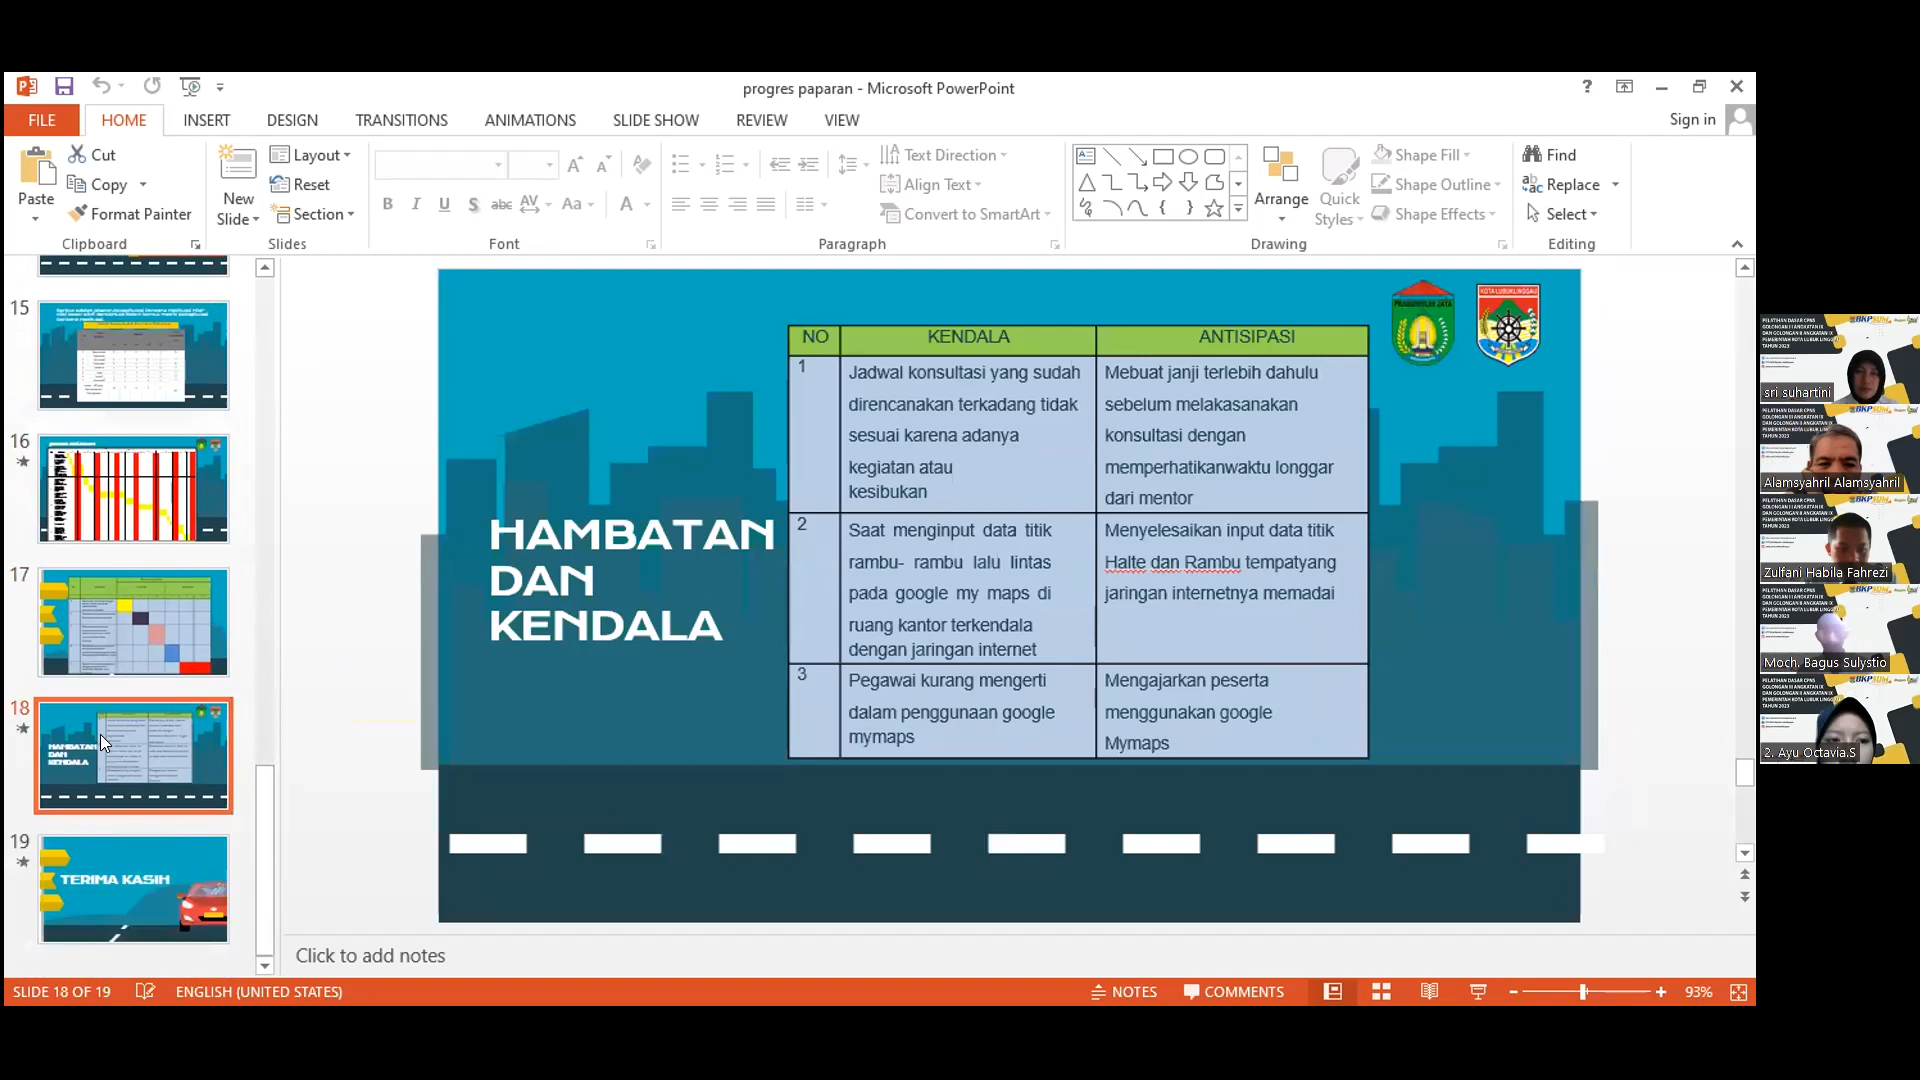 progres paparan - Microsoft PowerPoint
FILE HOME INSERT DESIGN TRANSITIONS ANIMATIONS SLIDE SHOW REVIEW VIEW Sign in
Paste
Cut
Copy
Format Painter
Clipboard
New Slide
Layout
Reset
Section
Slides
Font
Text Direction
Align Text
Convert to SmartArt
Paragraph
Arrange
Quick Styles
Shape Fill
Shape Outline
Shape Effects
Drawing
Find
Replace
Select
Editing
15
16
17
18
HAMBATAN
DAN
KENDALA
19
TERIMA KASIH
HAMBATAN
DAN
KENDALA
NO KENDALA ANTISIPASI
1
Jadwal konsultasi yang sudah
direncanakan terkadang tidak
sesuai karena adanya
kegiatan atau
kesibukan
Mebuat janji terlebih dahulu
sebelum melakasanakan
konsultasi dengan
memperhatikanwaktu longgar
dari mentor
2
Saat menginput data titik
rambu- rambu lalu lintas
pada google my maps di
ruang kantor terkendala
dengan jaringan internet
Menyelesaikan input data titik
Halte dan Rambu tempatyang
jaringan internetnya memadai
3
Pegawai kurang mengerti
dalam penggunaan google
mymaps
Mengajarkan peserta
menggunakan google
Mymaps
KOTA LUBUKLINGGAU
Click to add notes
SLIDE 18 OF 19 ENGLISH (UNITED STATES) NOTES COMMENTS 93%
sri suhartini
Alamsyahril Alamsyahril
Zulfani Habila Fahrezi
Moch. Bagus Sulystio
2. Ayu Octavia.S